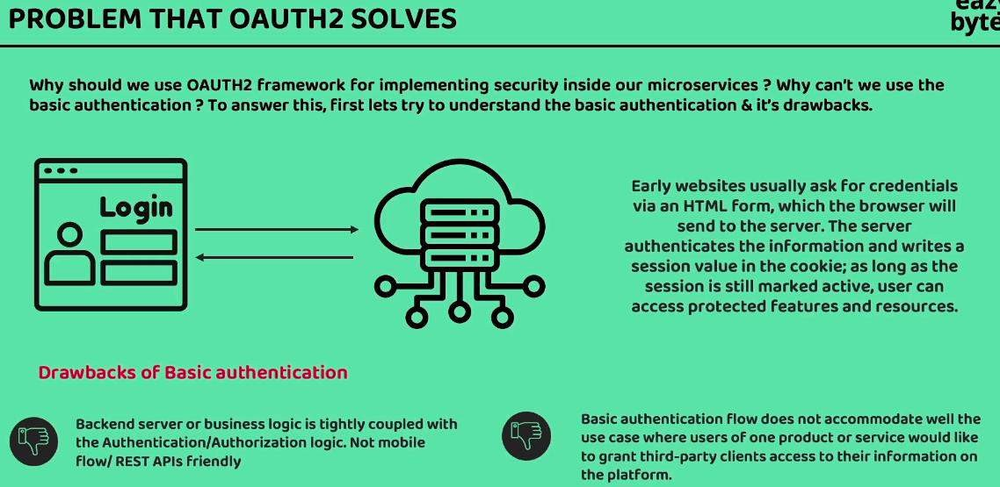 PROBLEM THAT OAUTH2 SOLVES
Why should we use OAUTH2 framework for implementing security inside our microservices ? Why can't we use the
basic authentication ? To answer this, first lets try to understand the basic authentication & it's drawbacks.
Login
Early websites usually ask for credentials
via an HTML form, which the browser will
send to the server. The server
authenticates the information and writes a
session value in the cookie; as long as the
session is still marked active, user can
access protected features and resources.
Drawbacks of Basic authentication
Backend server or business logic is tightly coupled with
the Authentication/Authorization logic. Not mobile
flow/ REST APIs friendly
Basic authentication flow does not accommodate well the
use case where users of one product or service would like
to grant third-party clients access to their information on
the platform.